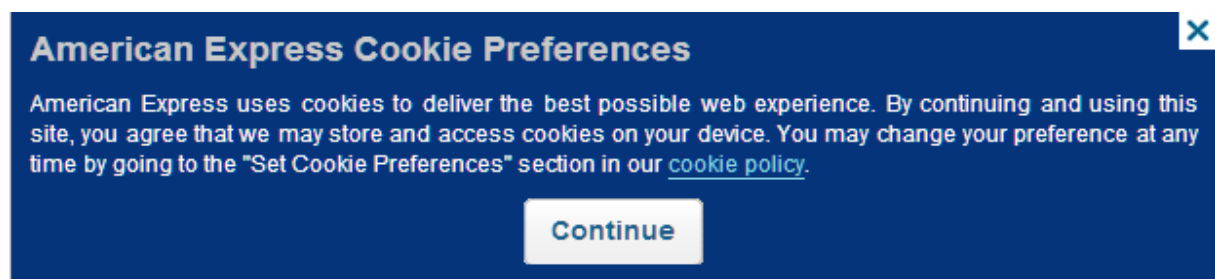 American Express Cookie Preferences
American Express uses cookies to deliver the best possible web experience. By continuing and using this
site, you agree that we may store and access cookies on your device. You may change your preference at any
time by going to the "Set Cookie Preferences" section in our cookie policy.
Continue